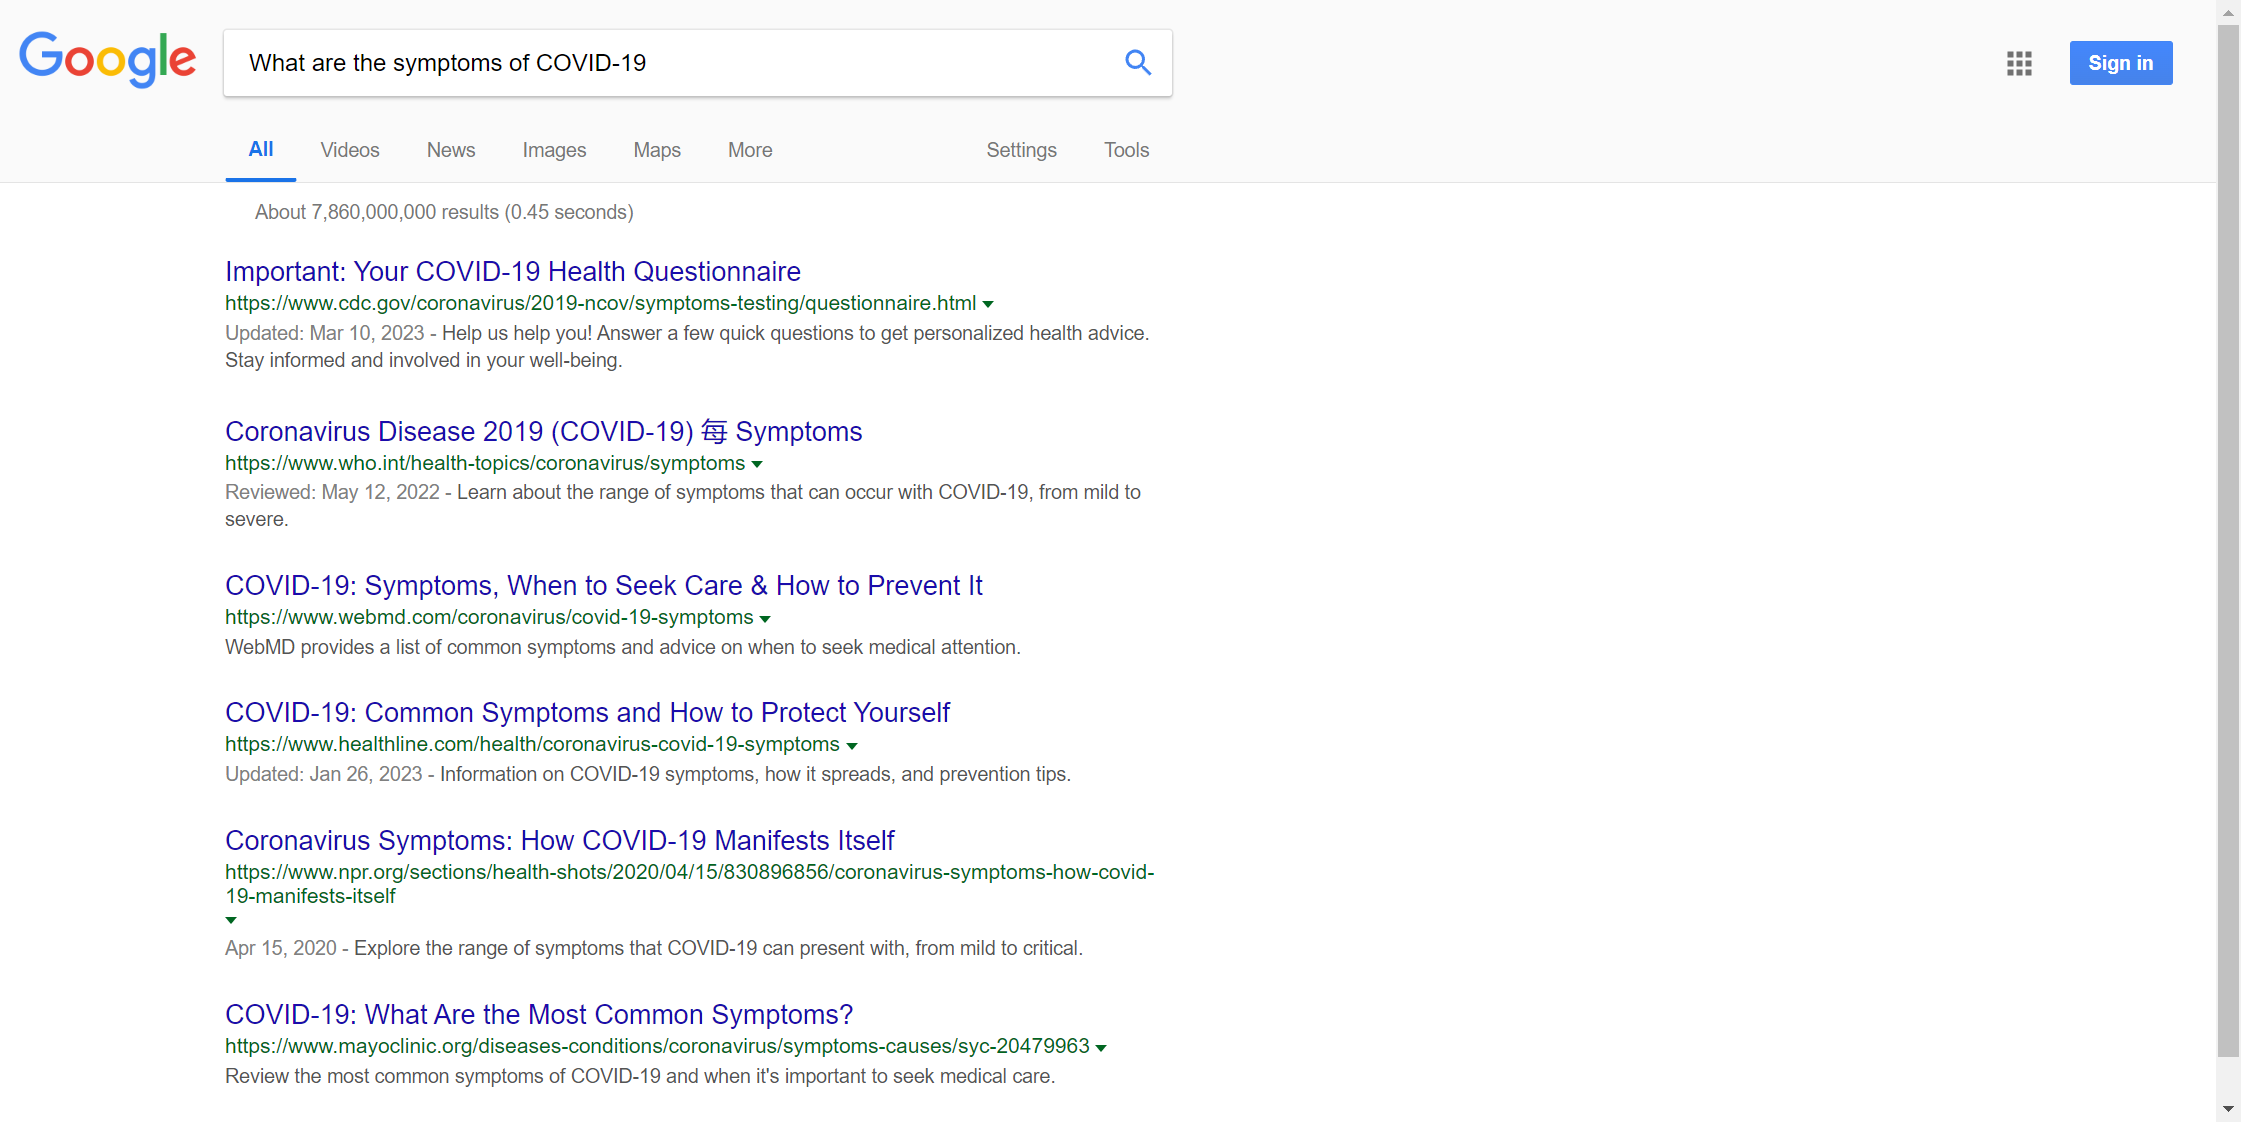 Google
What are the symptoms of COVID-19
Sign in
All Videos News Images Maps More Settings Tools
About 7,860,000,000 results (0.45 seconds)
Important: Your COVID-19 Health Questionnaire
https://www.cdc.gov/coronavirus/2019-ncov/symptoms-testing/questionnaire.html
Updated: Mar 10, 2023 - Help us help you! Answer a few quick questions to get personalized health advice.
Stay informed and involved in your well-being.
Coronavirus Disease 2019 (COVID-19) 每 Symptoms
https://www.who.int/health-topics/coronavirus/symptoms
Reviewed: May 12, 2022 - Learn about the range of symptoms that can occur with COVID-19, from mild to
severe.
COVID-19: Symptoms, When to Seek Care & How to Prevent It
https://www.webmd.com/coronavirus/covid-19-symptoms
WebMD provides a list of common symptoms and advice on when to seek medical attention.
COVID-19: Common Symptoms and How to Protect Yourself
https://www.healthline.com/health/coronavirus-covid-19-symptoms
Updated: Jan 26, 2023 - Information on COVID-19 symptoms, how it spreads, and prevention tips.
Coronavirus Symptoms: How COVID-19 Manifests Itself
https://www.npr.org/sections/health-shots/2020/04/15/830896856/coronavirus-symptoms-how-covid-
19-manifests-itself
Apr 15, 2020 - Explore the range of symptoms that COVID-19 can present with, from mild to critical.
COVID-19: What Are the Most Common Symptoms?
https://www.mayoclinic.org/diseases-conditions/coronavirus/symptoms-causes/syc-20479963
Review the most common symptoms of COVID-19 and when it's important to seek medical care.